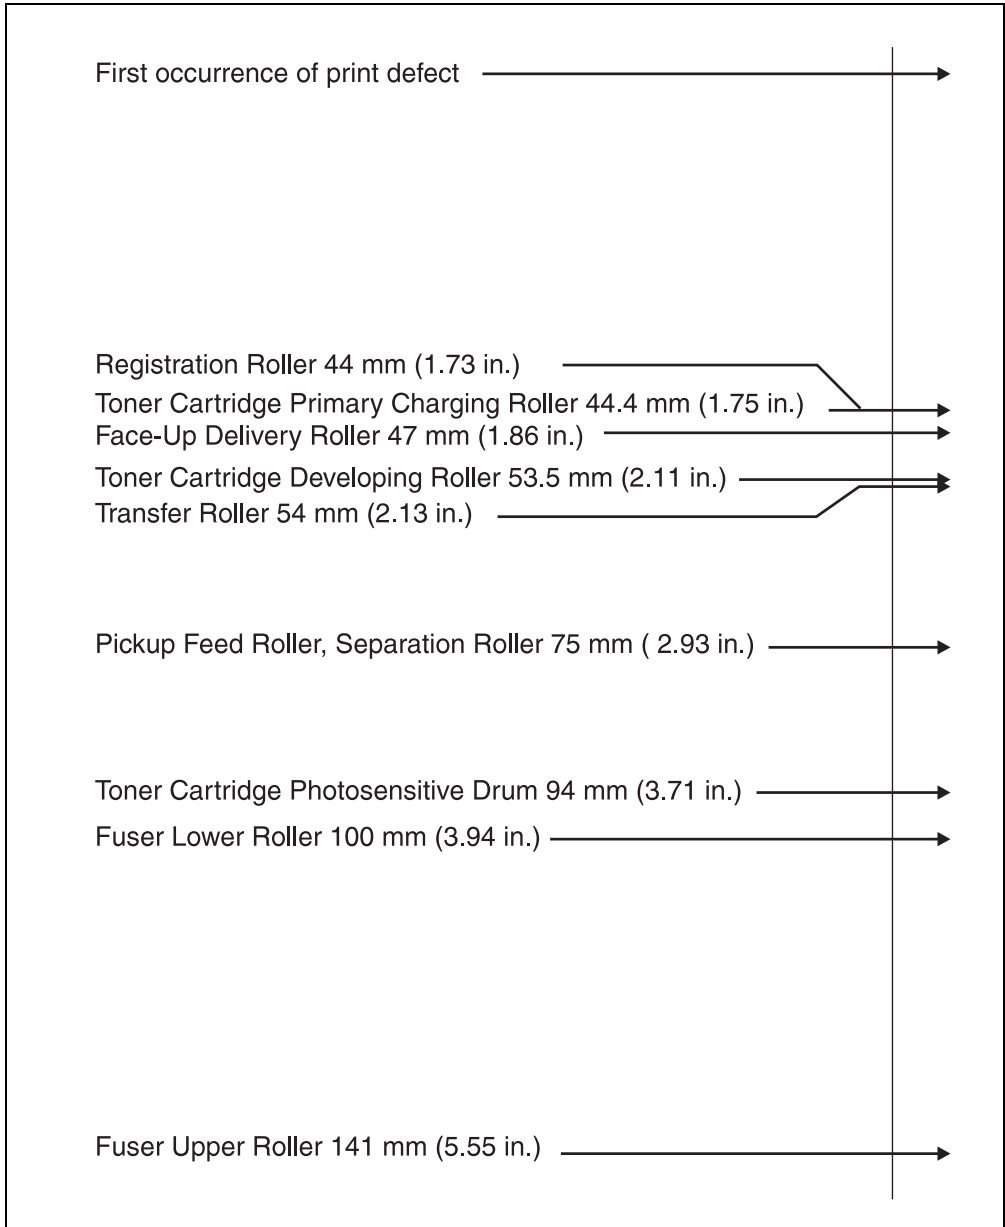 First occurrence of print defect
Registration Roller 44 mm (1.73 in.)
Toner Cartridge Primary Charging Roller 44.4 mm (1.75 in.)
Face-Up Delivery Roller 47 mm (1.86 in.)
Toner Cartridge Developing Roller 53.5 mm (2.11 in.)
Transfer Roller 54 mm (2.13 in.)
Pickup Feed Roller, Separation Roller 75 mm ( 2.93 in.)
Toner Cartridge Photosensitive Drum 94 mm (3.71 in.)
Fuser Lower Roller 100 mm (3.94 in.)
Fuser Upper Roller 141 mm (5.55 in.)